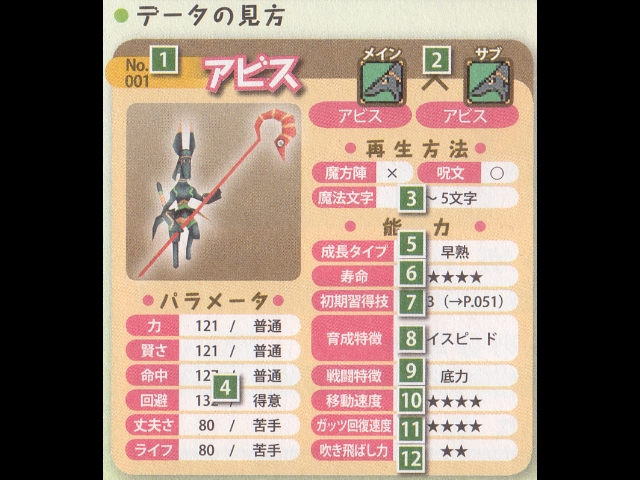 データの見方
No. 001
1
アビス
メイン
2
サブ
アビス
アビス
再生方法
魔方陣 × 呪文 ○
魔法文字 3 ～5文字
能力
成長タイプ 5 早熟
寿命 6 ★★★★
初期習得技 7 3（→P.051）
育成特徴 8 イスピード
戦闘特徴 9 底力
移動速度 10 ★★★★
ガッツ回復速度 11 ★★★★
吹き飛ばし力 12 ★★
パラメータ
力 121 / 普通
賢さ 121 / 普通
命中 127 / 普通
4
回避 132 / 得意
丈夫さ 80 / 苦手
ライフ 80 / 苦手